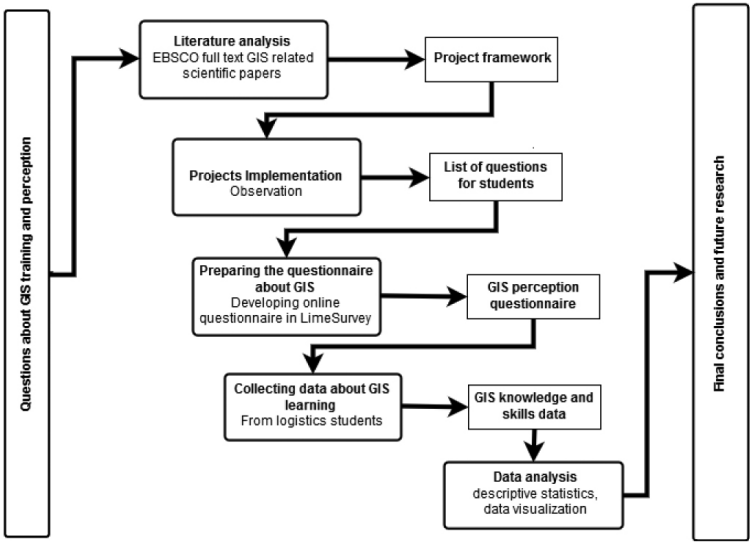 Questions about GIS training and perception
Literature analysis
EBSCO full text GIS related
scientific papers
Project framework
Projects Implementation
Observation
List of questions
for students
Preparing the questionnaire
about GIS
Developing online
questionnaire in LimeSurvey
GIS perception
questionnaire
Collecting data about GIS
learning
From logistics students
GIS knowledge and
skills data
Data analysis
descriptive statistics,
data visualization
Final conclusions and future research